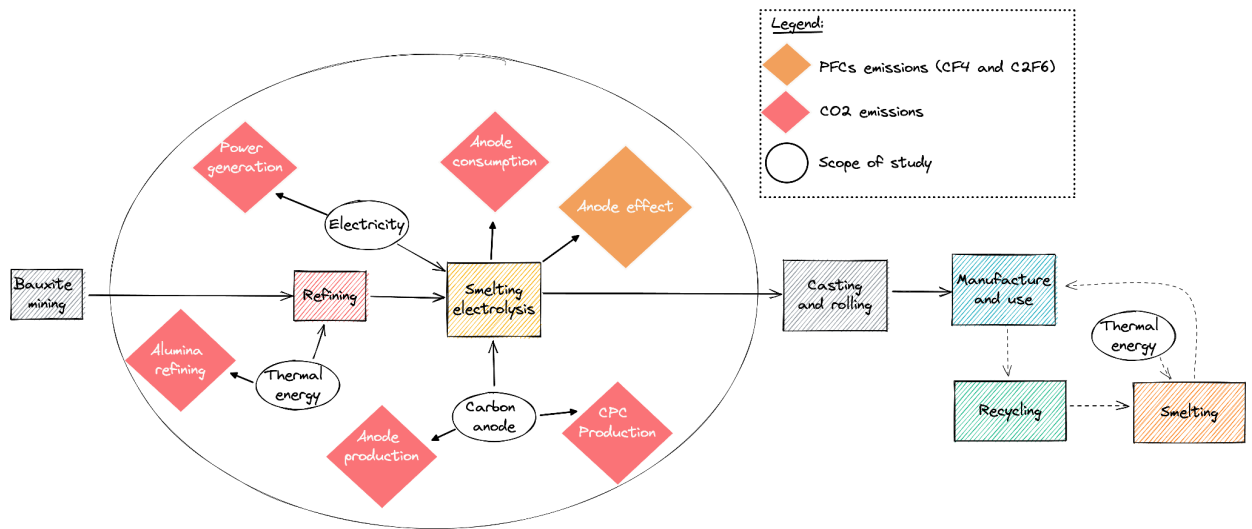 Legend:
PFCs emissions (CF4 and C2F6)
CO2 emissions
Scope of study
Power
generation
Anode
consumption
Anode effect
Electricity
Bauxite
mining
Refining
Smelting
electrolysis
Casting
and rolling
Manufacture
and use
Alumina
refining
Thermal
energy
Thermal
energy
Carbon
anode
CPC
Production
Anode
production
Recycling
Smelting